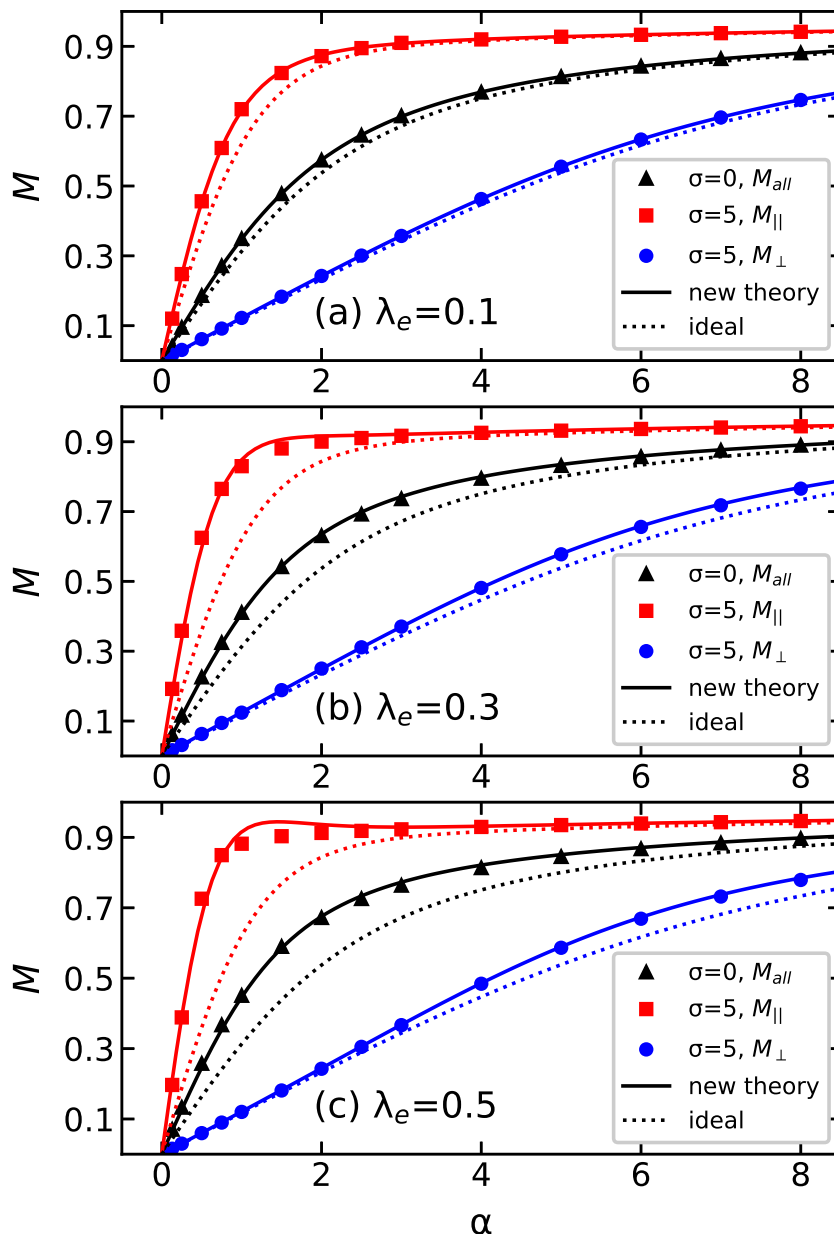 0.9
0.7
0.5
0.3
0.1
M
σ=0, M_all
σ=5, M_||
σ=5, M_⊥
new theory
ideal
(a) λ_e=0.1
0 2 4 6 8
0.9
0.7
0.5
0.3
0.1
M
σ=0, M_all
σ=5, M_||
σ=5, M_⊥
new theory
ideal
(b) λ_e=0.3
0 2 4 6 8
0.9
0.7
0.5
0.3
0.1
M
σ=0, M_all
σ=5, M_||
σ=5, M_⊥
new theory
ideal
(c) λ_e=0.5
0 2 4 6 8
α